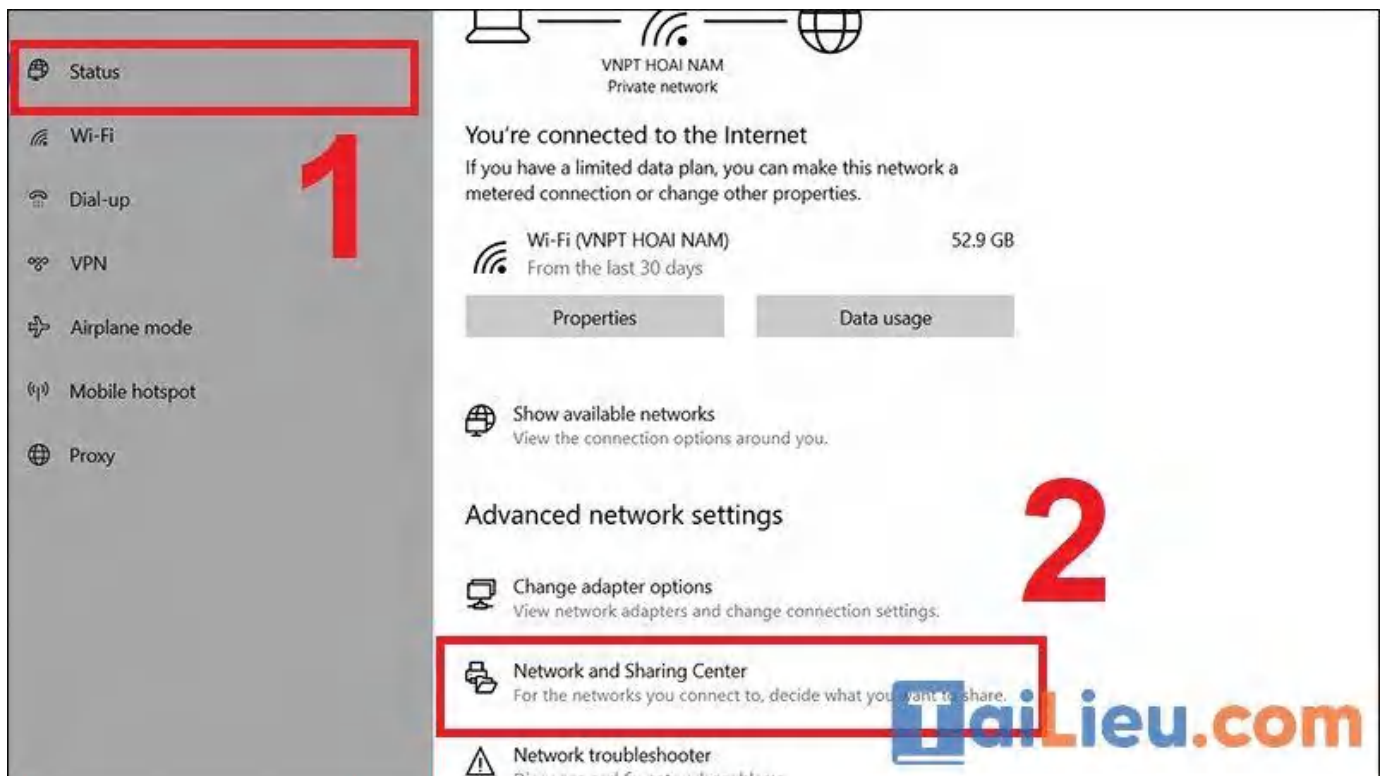 Status
Wi-Fi
Dial-up
VPN
Airplane mode
Mobile hotspot
Proxy
1
VNPT HOAI NAM
Private network
You're connected to the Internet
If you have a limited data plan, you can make this network a
metered connection or change other properties.
Wi-Fi (VNPT HOAI NAM)
52.9 GB
From the last 30 days
Properties
Data usage
Show available networks
View the connection options around you.
Advanced network settings
2
Change adapter options
View network adapters and change connection settings.
Network and Sharing Center
For the networks you connect to, decide what you want to share.
TaiLieu.com
Network troubleshooter